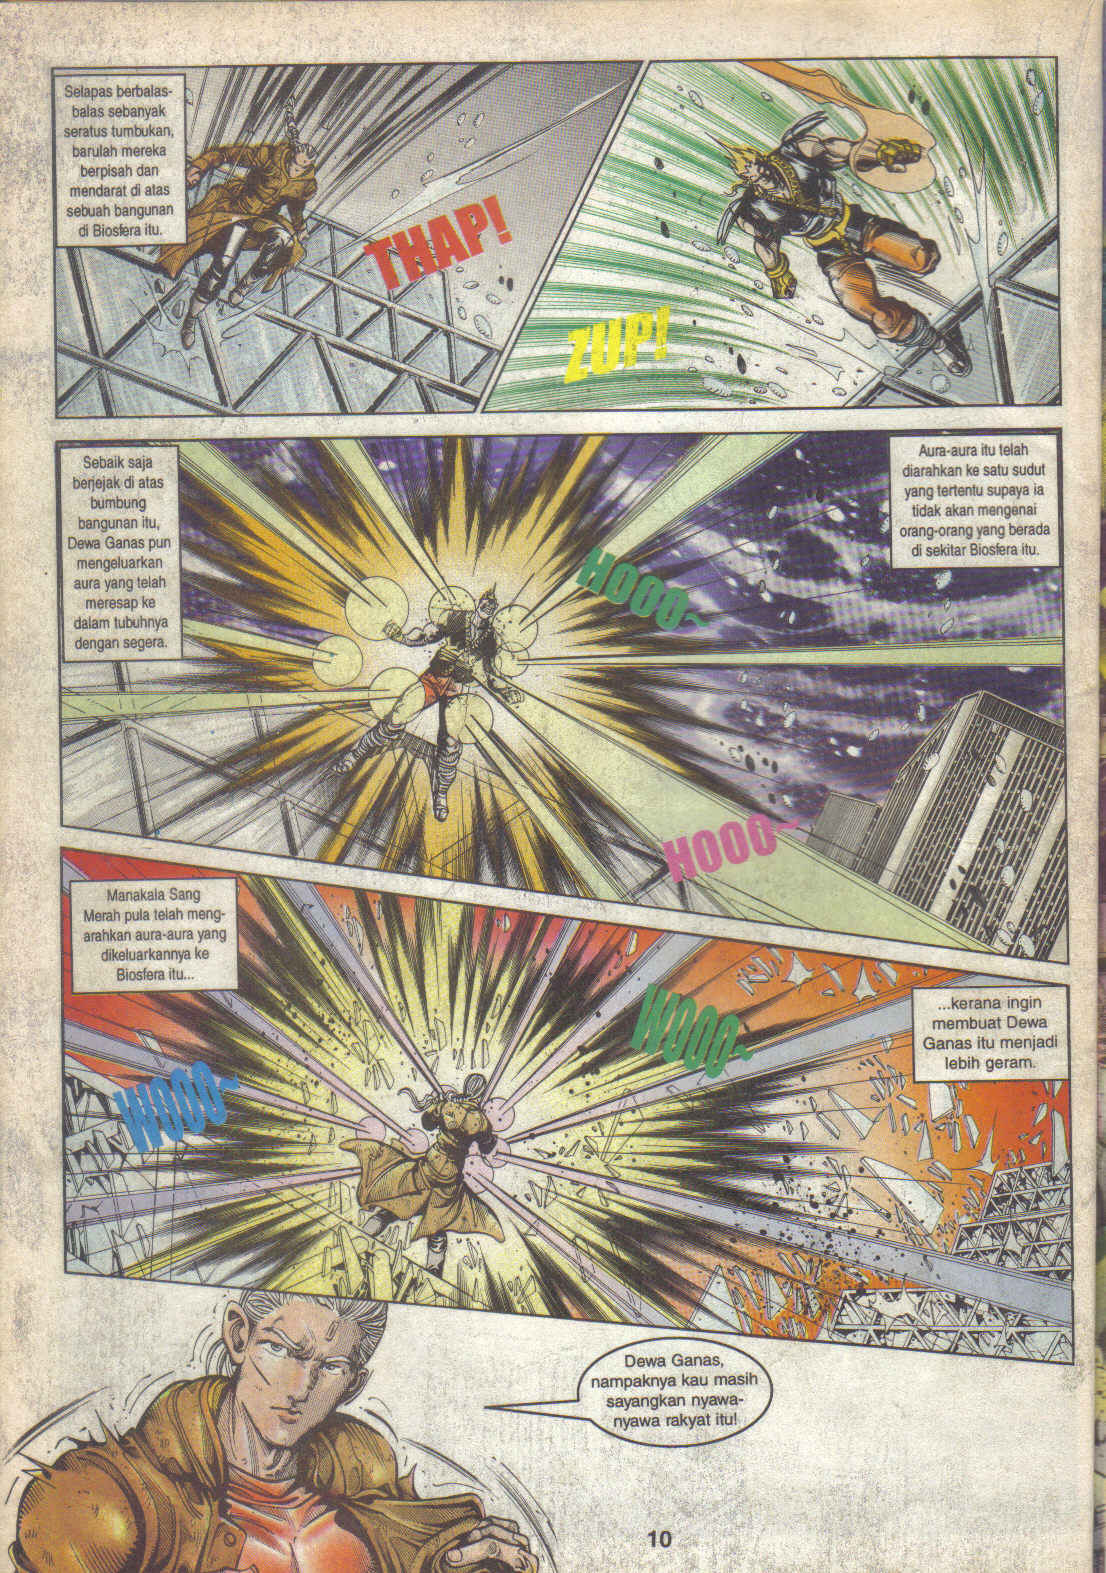 Selapas berbalas-
balas sebanyak
seratus tumbukan,
barulah mereka
berpisah dan
mendarat di atas
sebuah bangunan
di Biosfera itu.
THAP!
ZUP!
Sebaik saja
berjejak di atas
bumbung
bangunan itu,
Dewa Ganas pun
mengeluarkan
aura yang telah
meresap ke
dalam tubuhnya
dengan segera.
Aura-aura itu telah
diarahkan ke satu sudut
yang tertentu supaya ia
tidak akan mengenai
orang-orang yang berada
di sekitar Biosfera itu.
HOOO~
HOOO~
Manakala Sang
Merah pula telah meng-
arahkan aura-aura yang
dikeluarkannya ke
Biosfera itu...
WOOO~
WOOO~
...kerana ingin
membuat Dewa
Ganas itu menjadi
lebih geram.
Dewa Ganas,
nampaknya kau masih
sayangkan nyawa-
nyawa rakyat itu!
10